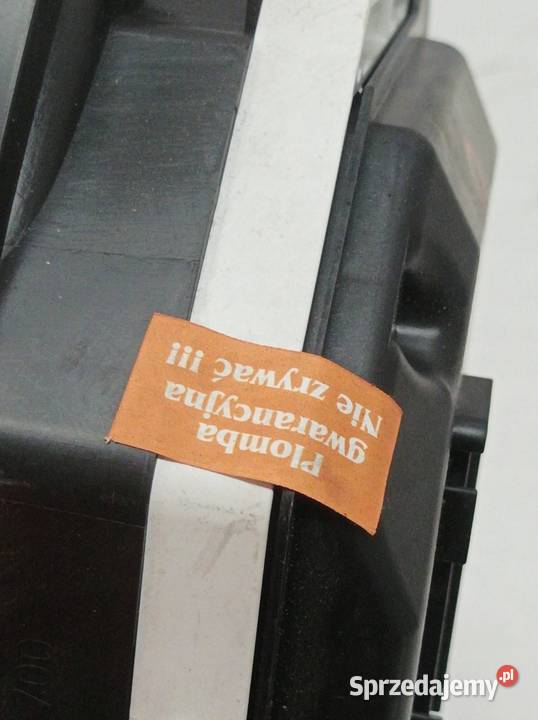 Plomba
gwarancyjna
Nie zrywać !!!
Sprzedajemy.pl